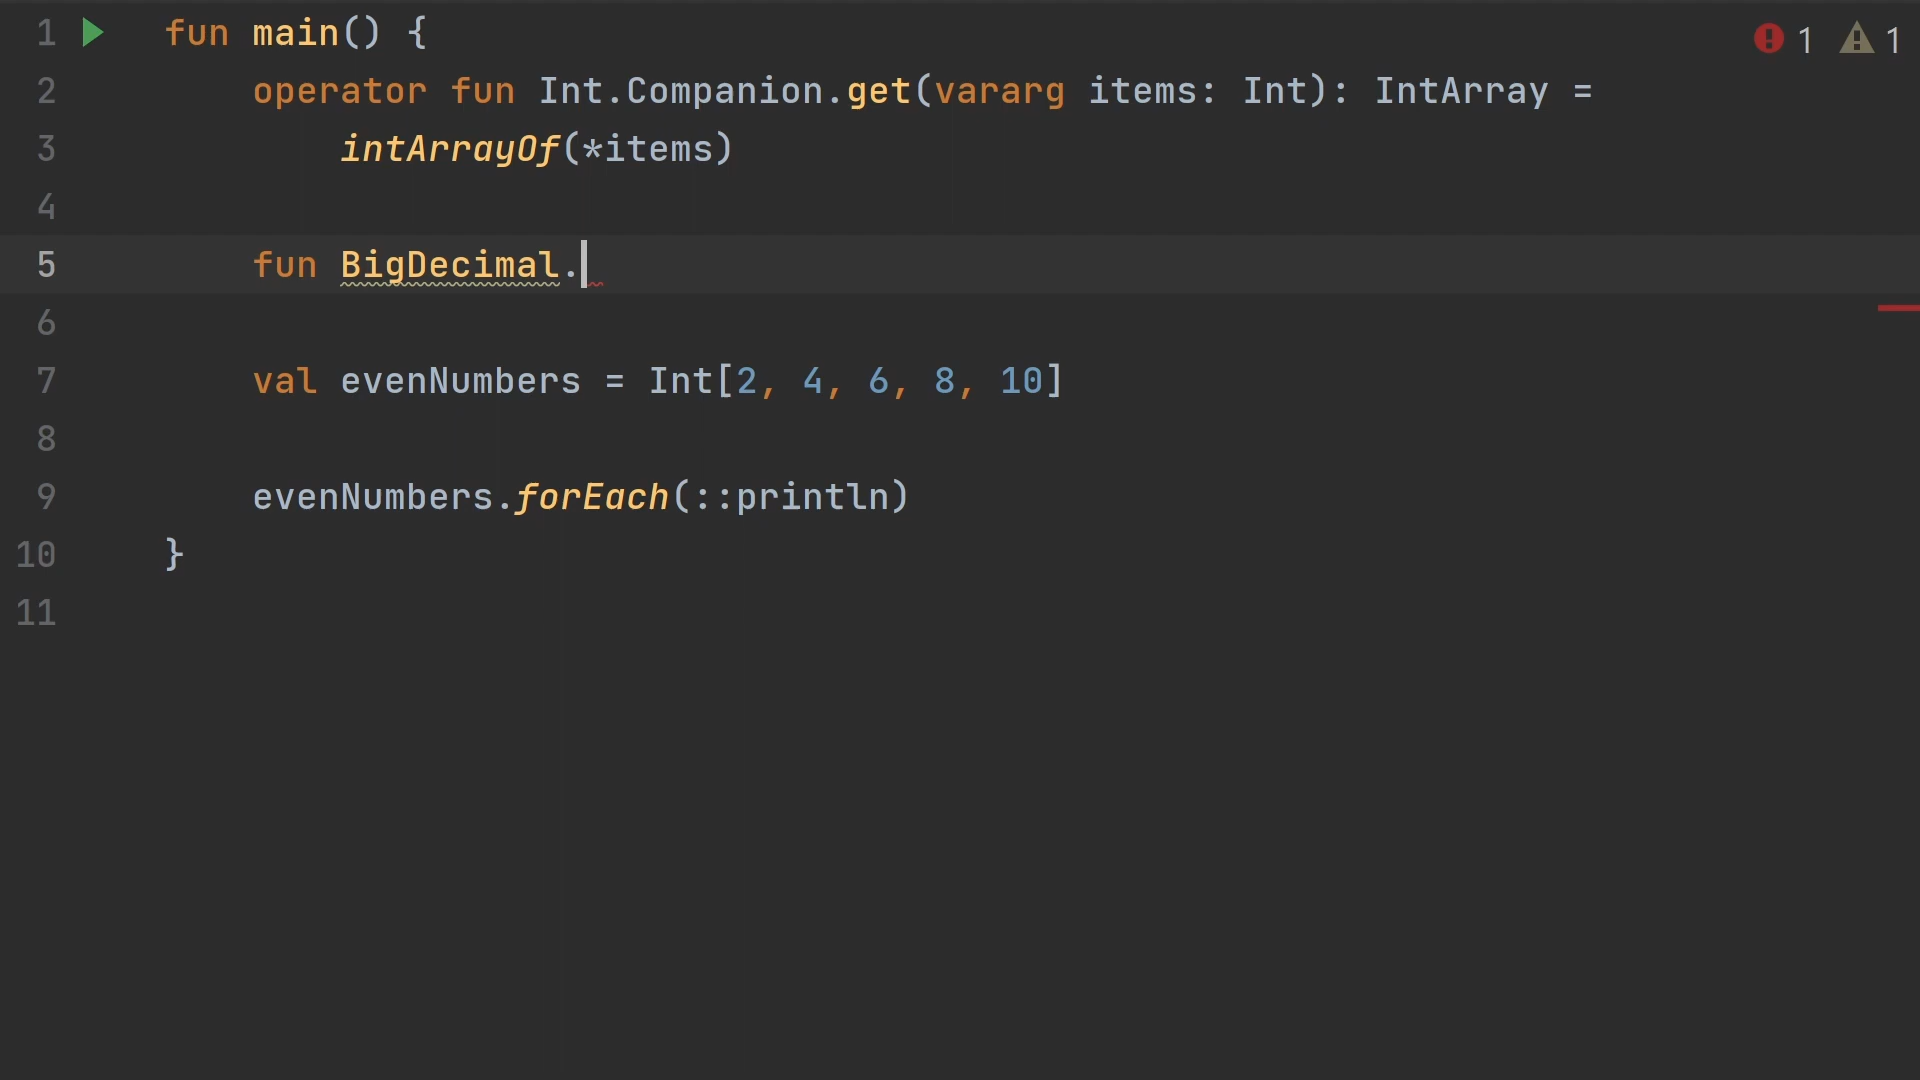 1 fun main() {
2 operator fun Int.Companion.get(vararg items: Int): IntArray =
3 intArrayOf(*items)
4
5 fun BigDecimal.
6
7 val evenNumbers = Int[2, 4, 6, 8, 10]
8
9 evenNumbers.forEach(::println)
10 }
11
1 1